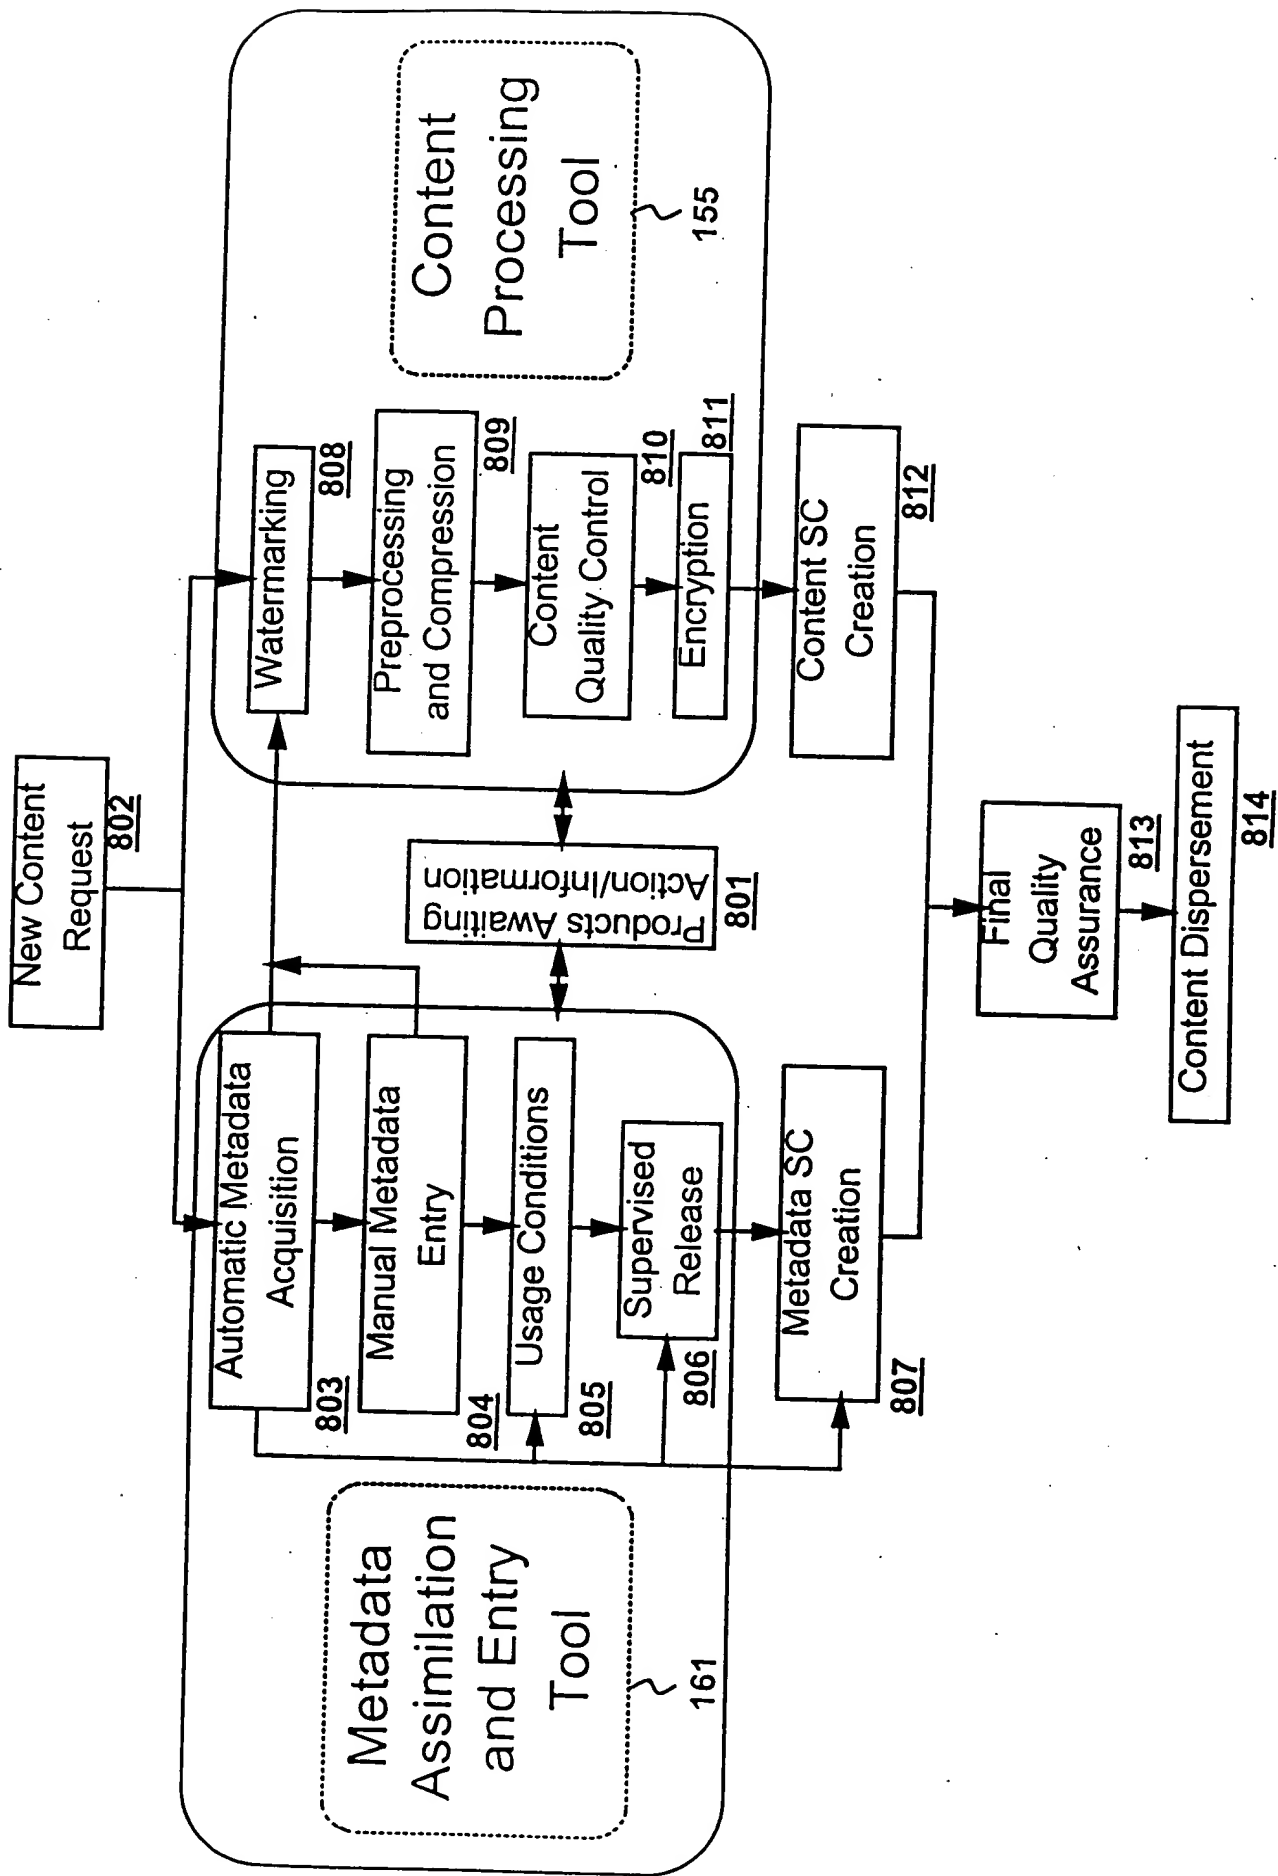 New Content
Request
802
Automatic Metadata
Acquisition
803
Manual Metadata
Entry
804
Usage Conditions
805
Supervised
Release
806
Metadata SC
Creation
807
Metadata
Assimilation
and Entry
Tool
161
Products Awaiting
Action/Information
801
Watermarking
808
Preprocessing
and Compression
809
Content
Quality Control
810
Encryption
811
Content SC
Creation
812
Content
Processing
Tool
155
Final
Quality
Assurance
813
Content Dispersement
814